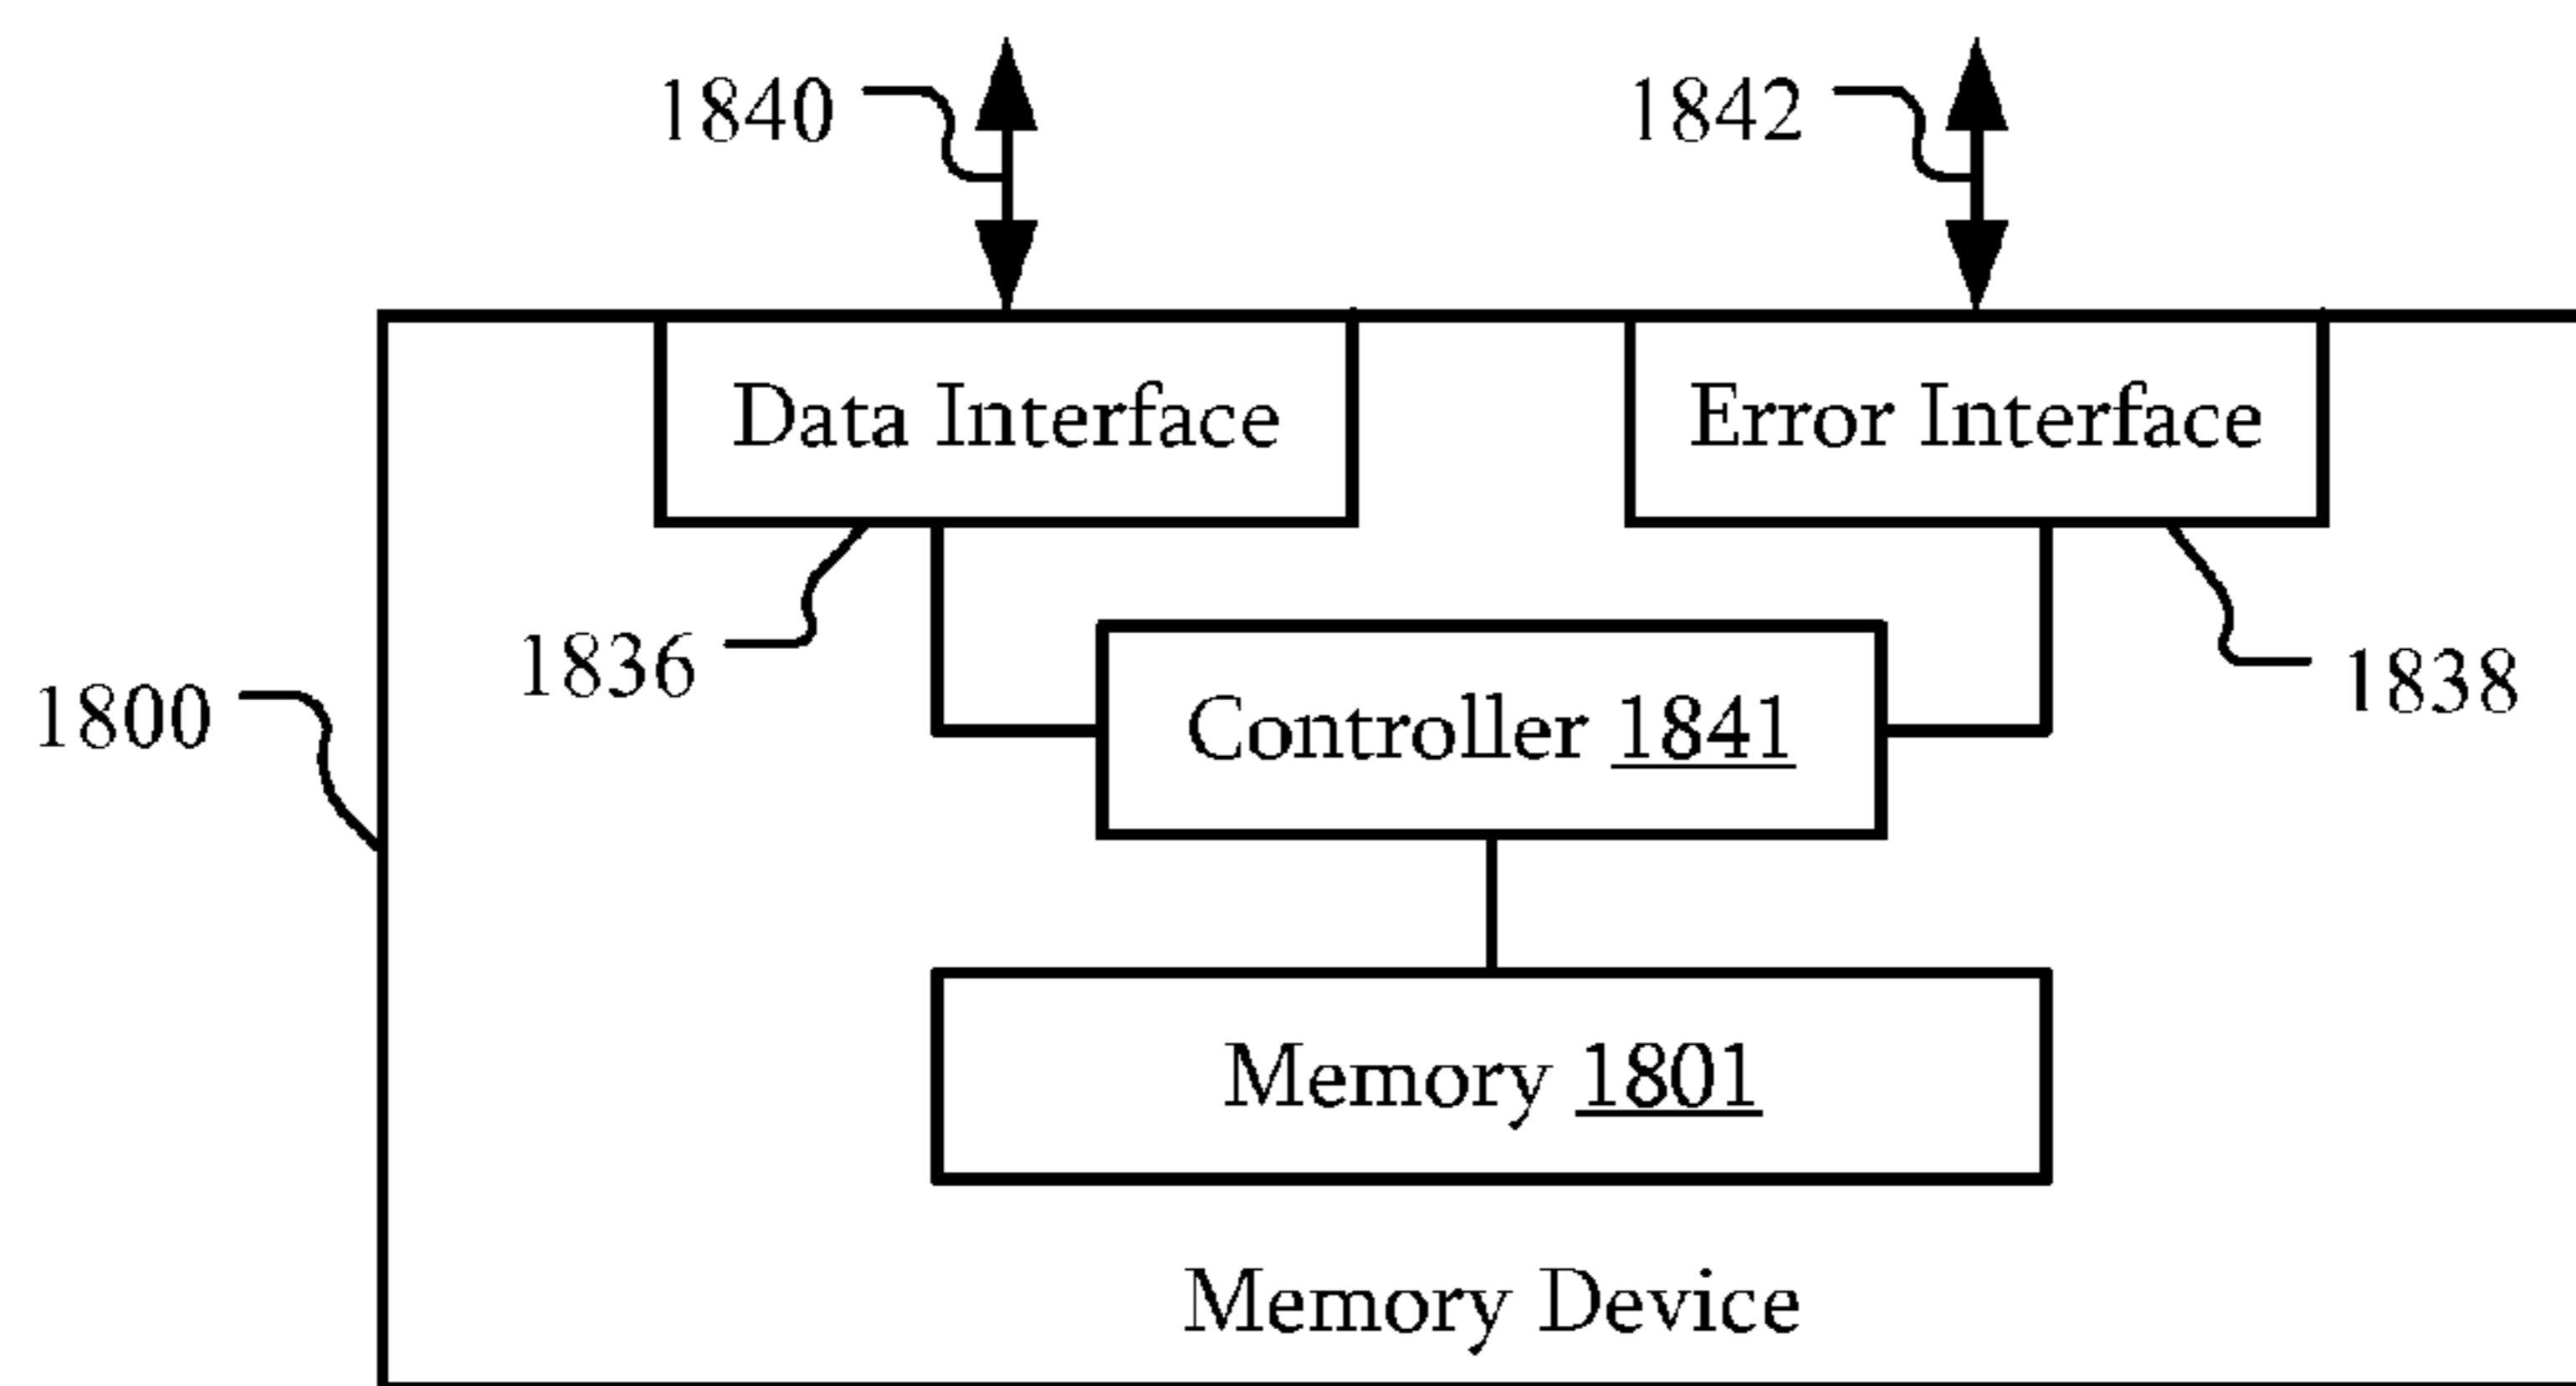 1840
1842
Data Interface
Error Interface
1836
1838
1800
Controller 1841
Memory 1801
Memory Device